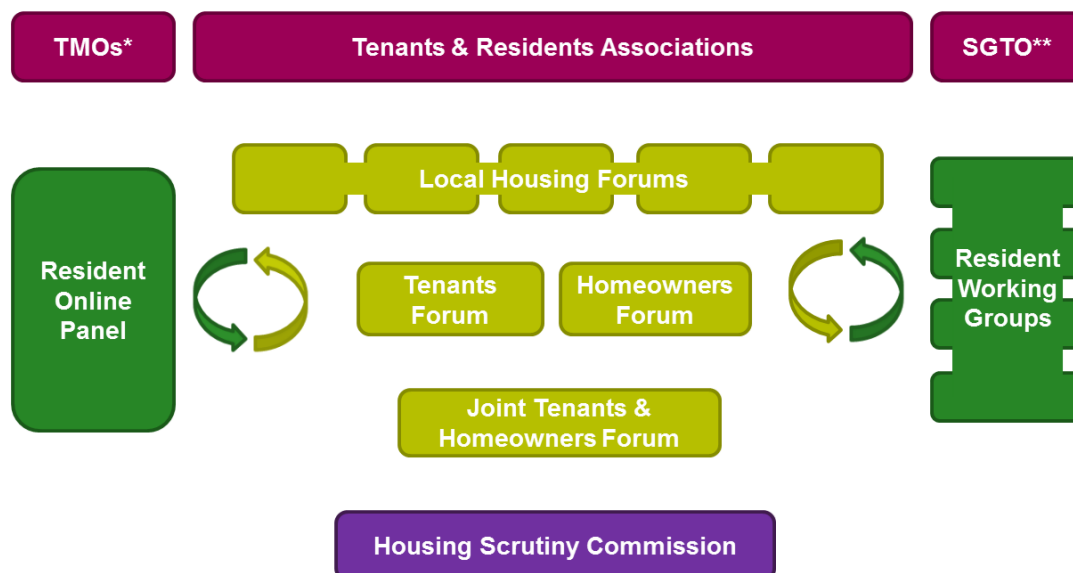 TMOs*
Tenants & Residents Associations
SGTO**
Local Housing Forums
Resident
Online
Panel
Tenants
Forum
Homeowners
Forum
Resident
Working
Groups
Joint Tenants &
Homeowners Forum
Housing Scrutiny Commission